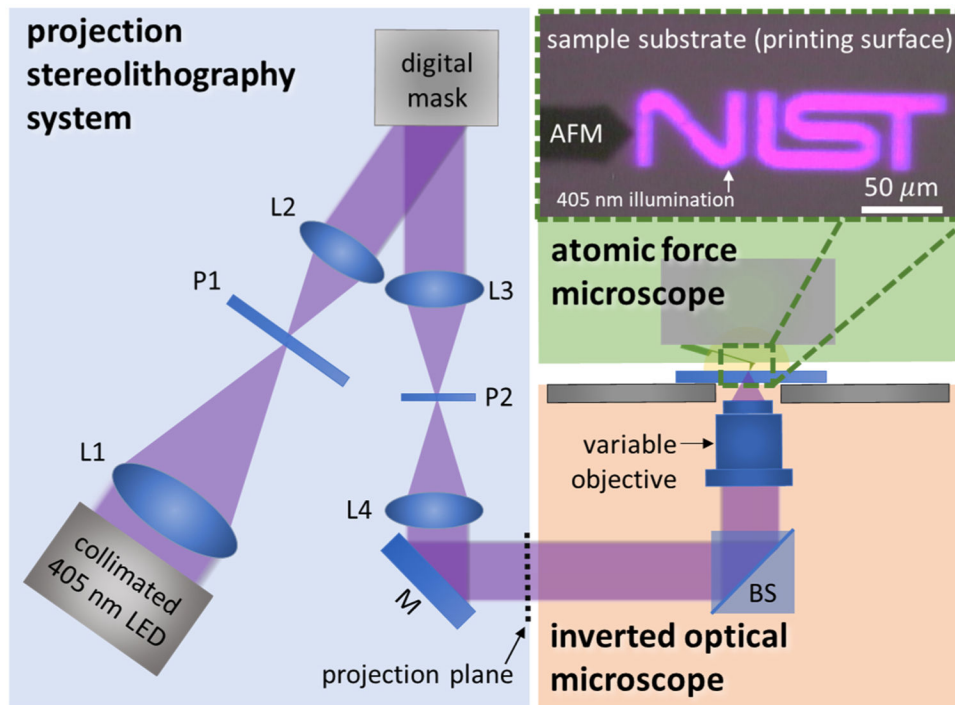 projection
stereolithography
system
digital
mask
L2
P1
L3
P2
L1
L4
collimated
405 nm LED
M
projection plane
sample substrate (printing surface)
AFM
NIST
405 nm illumination
50 μm
atomic force
microscope
variable
objective
BS
inverted optical
microscope